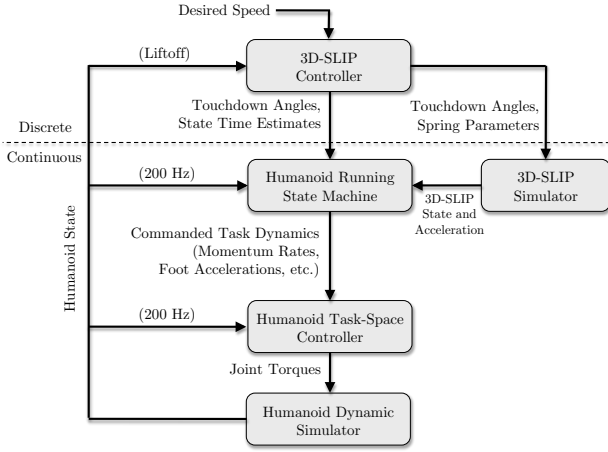 Desired Speed
(Liftoff)
3D-SLIP
Controller
Touchdown Angles,
State Time Estimates
Touchdown Angles,
Spring Parameters
Discrete
Continuous
(200 Hz)
Humanoid Running
State Machine
3D-SLIP
State and
Acceleration
3D-SLIP
Simulator
Humanoid State
Commanded Task Dynamics
(Momentum Rates,
Foot Accelerations, etc.)
(200 Hz)
Humanoid Task-Space
Controller
Joint Torques
Humanoid Dynamic
Simulator